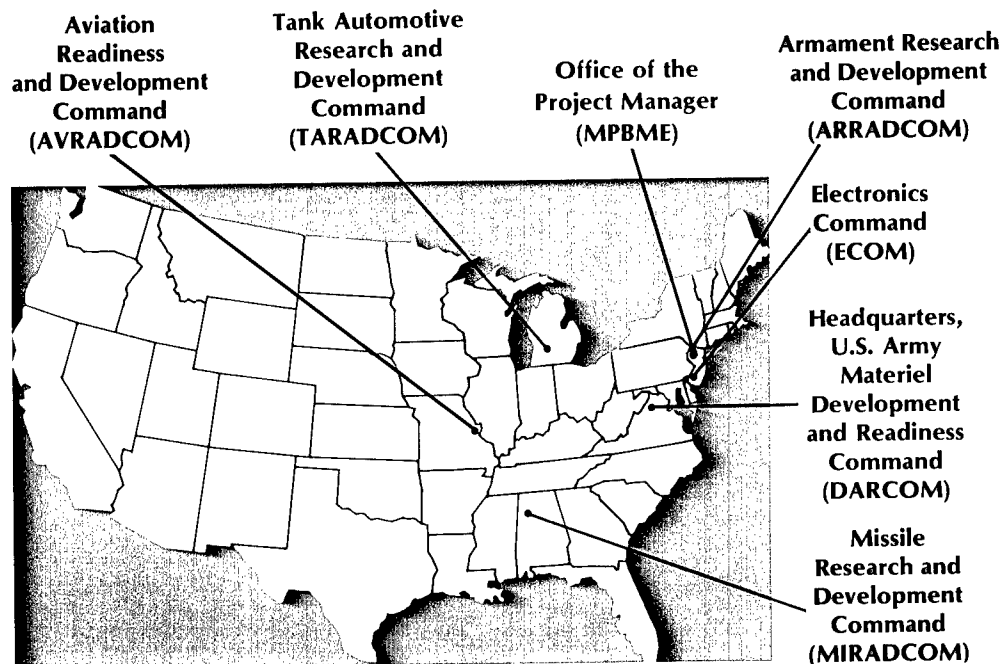 Aviation
Readiness
and Development
Command
(AVRADCOM)
Tank Automotive
Research and
Development
Command
(TARADCOM)
Office of the
Project Manager
(MPBME)
Armament Research
and Development
Command
(ARRADCOM)
Electronics
Command
(ECOM)
Headquarters,
U.S. Army
Materiel
Development
and Readiness
Command
(DARCOM)
Missile
Research and
Development
Command
(MIRADCOM)